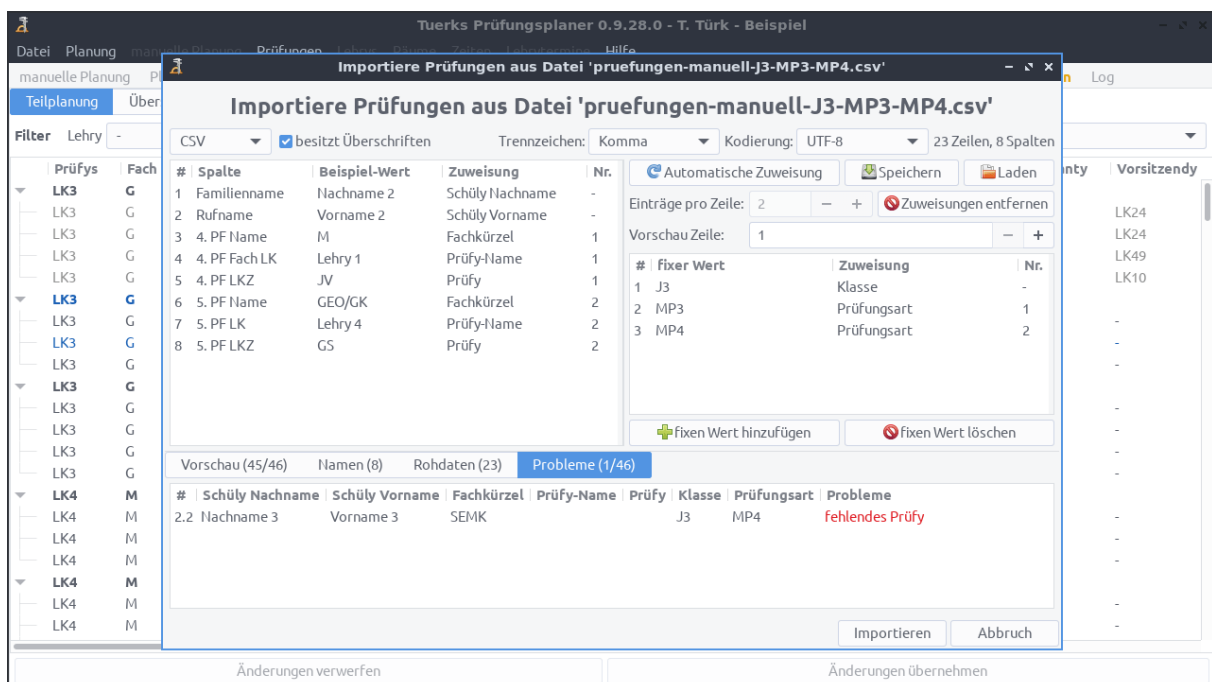 Tuerks Prüfungsplaner 0.9.28.0 - T. Türk - Beispiel
Datei Planung manuelle Planung Prüfungen Lehrys Räume Zeiten Lehrytermine Hilfe
Importiere Prüfungen aus Datei 'pruefungen-manuell-J3-MP3-MP4.csv'
manuelle Planung Pl n Log
Teilplanung Über
Importiere Prüfungen aus Datei 'pruefungen-manuell-J3-MP3-MP4.csv'
Filter Lehry -
CSV besitzt Überschriften Trennzeichen: Komma Kodierung: UTF-8 23 Zeilen, 8 Spalten
Prüfys Fach nty Vorsitzendy
# Spalte Beispiel-Wert Zuweisung Nr.
1 Familienname Nachname 2 Schüly Nachname -
2 Rufname Vorname 2 Schüly Vorname -
3 4. PF Name M Fachkürzel 1
4 4. PF Fach LK Lehry 1 Prüfy-Name 1
5 4. PF LKZ JV Prüfy 1
6 5. PF Name GEO/GK Fachkürzel 2
7 5. PF LK Lehry 4 Prüfy-Name 2
8 5. PF LKZ GS Prüfy 2
Automatische Zuweisung Speichern Laden
Einträge pro Zeile: 2 - + Zuweisungen entfernen
Vorschau Zeile: 1 - +
# fixer Wert Zuweisung Nr.
1 J3 Klasse -
2 MP3 Prüfungsart 1
3 MP4 Prüfungsart 2
fixen Wert hinzufügen fixen Wert löschen
Vorschau (45/46) Namen (8) Rohdaten (23) Probleme (1/46)
# Schüly Nachname Schüly Vorname Fachkürzel Prüfy-Name Prüfy Klasse Prüfungsart Probleme
2.2 Nachname 3 Vorname 3 SEMK J3 MP4 fehlendes Prüfy
Importieren Abbruch
LK3 G
LK3 G LK24
LK3 G LK24
LK3 G LK49
LK3 G LK10
LK3 G
LK3 G -
LK3 G -
LK3 G -
LK3 G
LK3 G -
LK3 G -
LK3 G -
LK3 G -
LK4 M
LK4 M -
LK4 M -
LK4 M -
LK4 M
LK4 M -
LK4 M -
Änderungen verwerfen Änderungen übernehmen